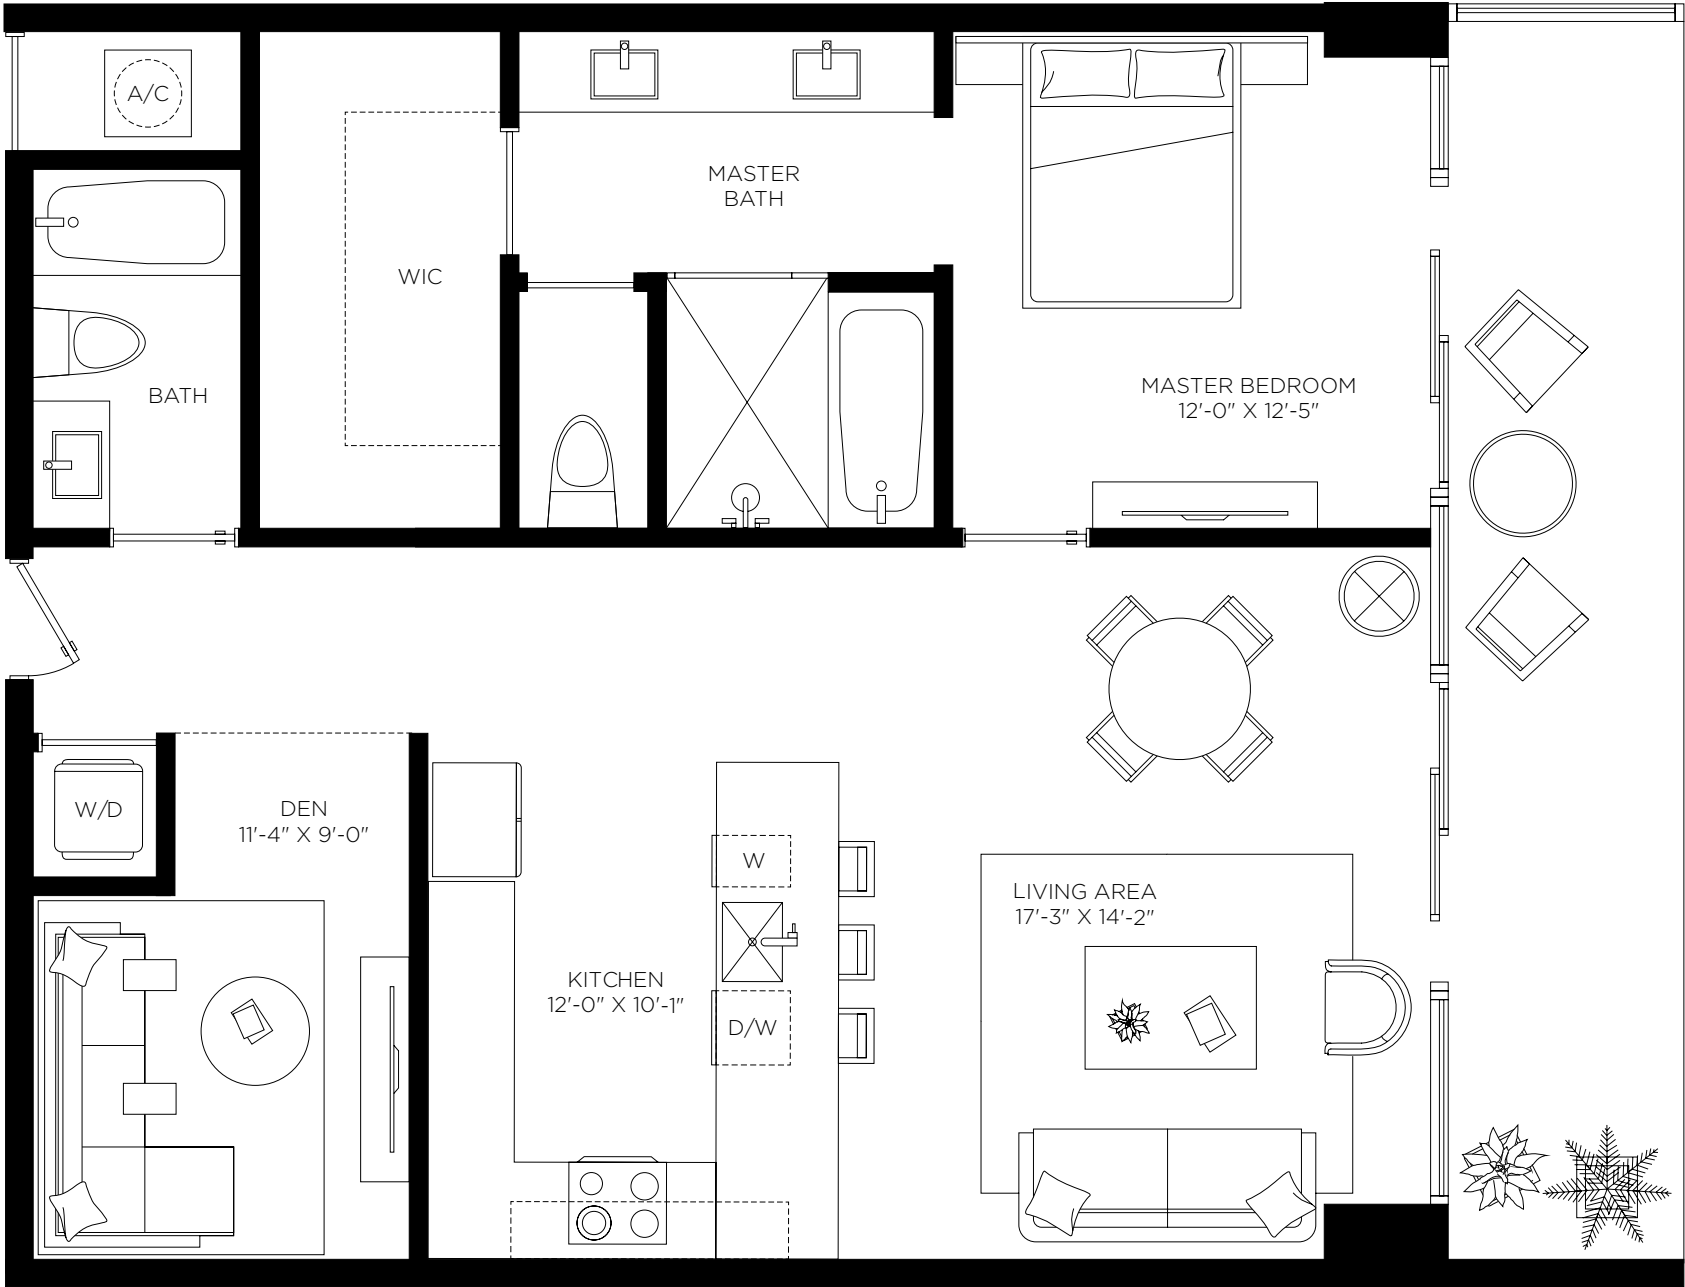 A/C
MASTER
BATH
WIC
BATH
MASTER BEDROOM
12'-0" X 12'-5"
W/D
DEN
11'-4" X 9'-0"
W
LIVING AREA
17'-3" X 14'-2"
KITCHEN
12'-0" X 10'-1"
D/W